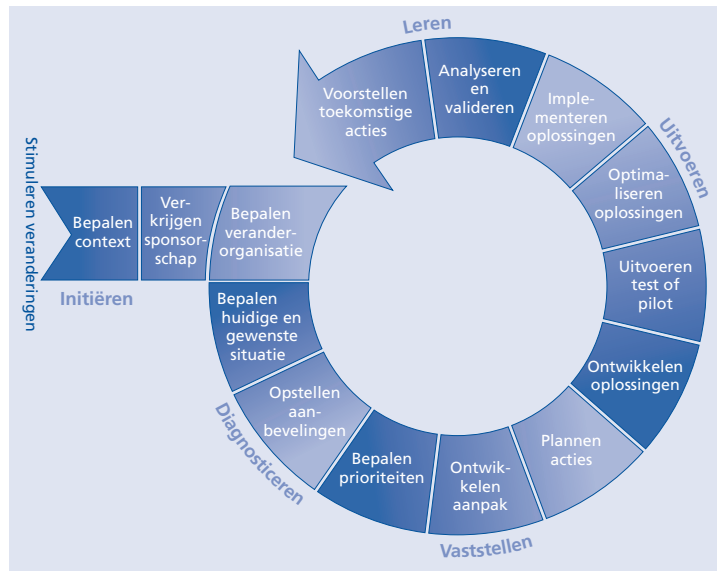 Stimuleren veranderingen
Initiëren
Bepalen
context
Ver-
krijgen
sponsor-
schap
Bepalen
verander-
organisatie
Diagnosticeren
Bepalen
huidige en
gewenste
situatie
Opstellen
aan-
bevelingen
Vaststellen
Bepalen
prioriteiten
Ontwik-
kelen
aanpak
Plannen
acties
Uitvoeren
Ontwikkelen
oplossingen
Uitvoeren
test of
pilot
Optima-
liseren
oplossingen
Imple-
menteren
oplossingen
Leren
Analyseren
en
valideren
Voorstellen
toekomstige
acties